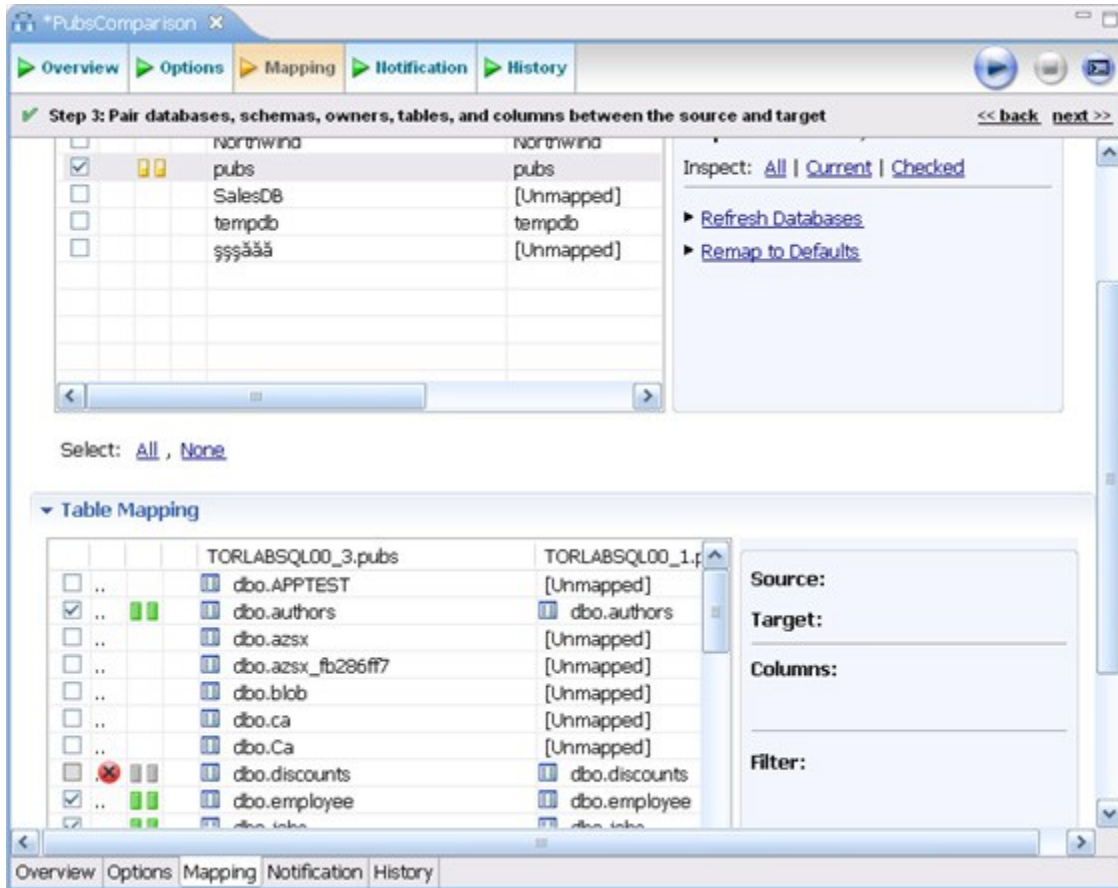 *PubsComparison
Overview Options Mapping Notification History
Step 3: Pair databases, schemas, owners, tables, and columns between the source and target << back next >>
Northwind Northwind
pubs pubs
SalesDB [Unmapped]
tempdb tempdb
şşşăăă [Unmapped]
Inspect: All | Current | Checked
Refresh Databases
Remap to Defaults
Select: All , None
Table Mapping
TORLABSQL00_3.pubs TORLABSQL00_1.p
.. dbo.APPTEST [Unmapped]
.. dbo.authors dbo.authors
.. dbo.azsx [Unmapped]
.. dbo.azsx_fb286ff7 [Unmapped]
.. dbo.blob [Unmapped]
.. dbo.ca [Unmapped]
.. dbo.Ca [Unmapped]
. dbo.discounts dbo.discounts
.. dbo.employee dbo.employee
dbo.jobs dbo.jobs
Source:
Target:
Columns:
Filter:
Overview Options Mapping Notification History